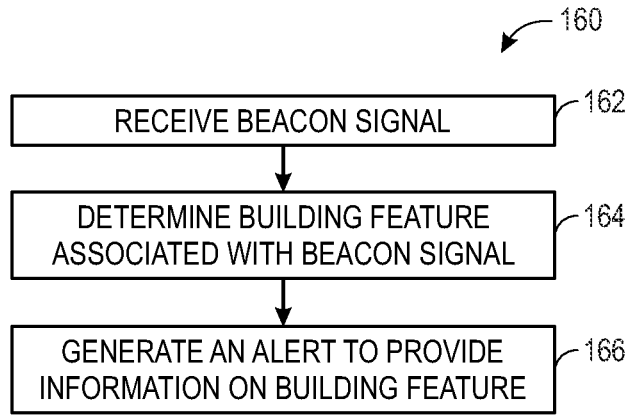 160
RECEIVE BEACON SIGNAL
162
DETERMINE BUILDING FEATURE
ASSOCIATED WITH BEACON SIGNAL
164
GENERATE AN ALERT TO PROVIDE
INFORMATION ON BUILDING FEATURE
166